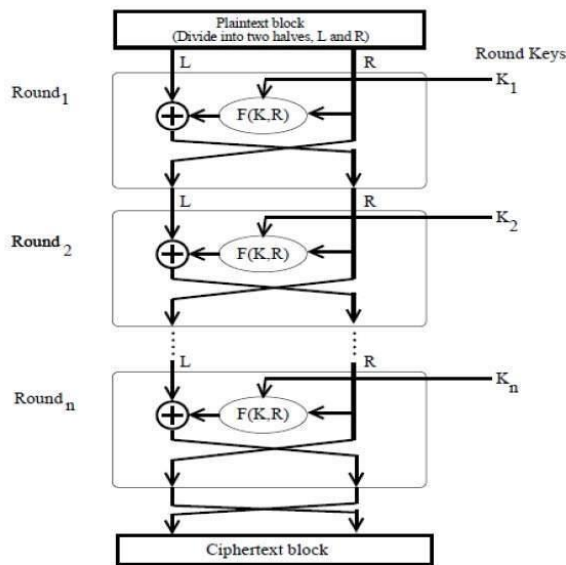 Plaintext block
(Divide into two halves, L and R)
L
R
Round Keys
Round1
K1
F(K,R)
L
R
Round2
K2
F(K,R)
L
R
Roundn
Kn
F(K,R)
Ciphertext block